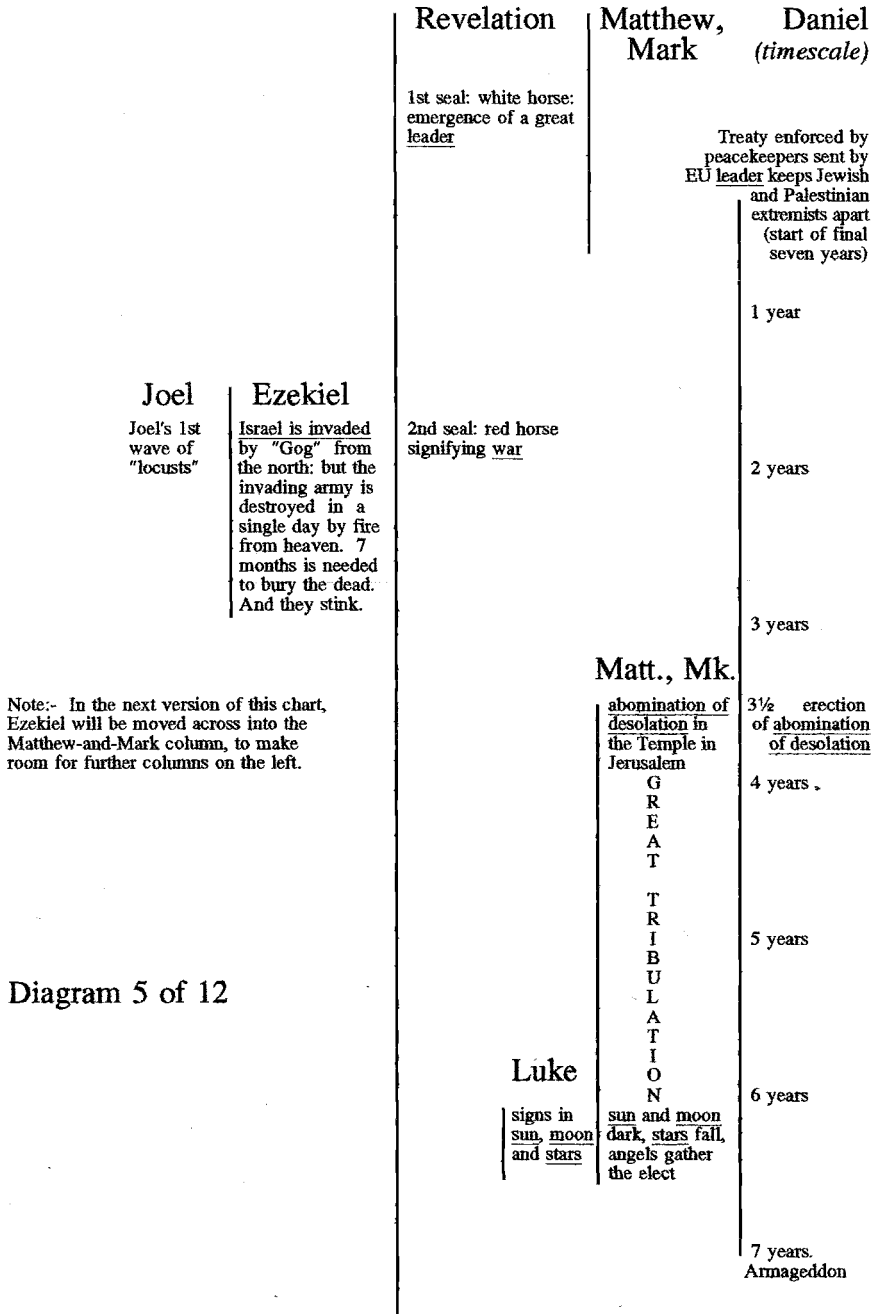 Revelation
Matthew,
Mark
Daniel
(timescale)
1st seal: white horse:
emergence of a great
leader
Treaty enforced by
peacekeepers sent by
EU leader keeps Jewish
and Palestinian
extremists apart
(start of final
seven years)
1 year
Joel
Joel's 1st
wave of
"locusts"
Ezekiel
Israel is invaded
by "Gog" from
the north: but the
invading army is
destroyed in a
single day by fire
from heaven. 7
months is needed
to bury the dead.
And they stink.
2nd seal: red horse
signifying war
2 years
3 years
Note:- In the next version of this chart,
Ezekiel will be moved across into the
Matthew-and-Mark column, to make
room for further columns on the left.
Matt., Mk.
abomination of
desolation in
the Temple in
Jerusalem
G
R
E
A
T
T
R
I
B
U
L
A
T
I
O
N
3½ erection
of abomination
of desolation
4 years
5 years
Diagram 5 of 12
Luke
signs in
sun, moon
and stars
sun and moon
dark, stars fall,
angels gather
the elect
6 years
7 years.
Armageddon